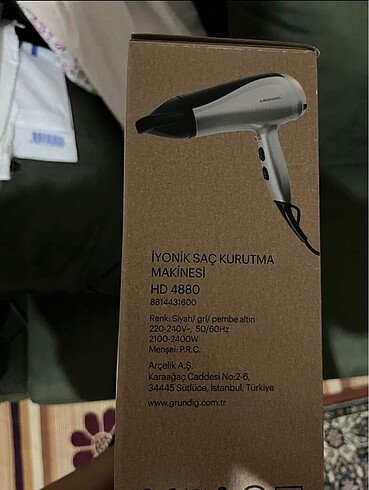 GRUNDIG
İYONİK SAÇ KURUTMA
MAKİNESİ
HD 4880
8814431600
Renk: Siyah/ gri/ pembe altın
220-240V~, 50/60Hz
2100-2400W
Menşei: P.R.C.
Arçelik A.Ş.
Karaağaç Caddesi No:2-6,
34445 Sütlüce, İstanbul, Türkiye
www.grundig.com.tr